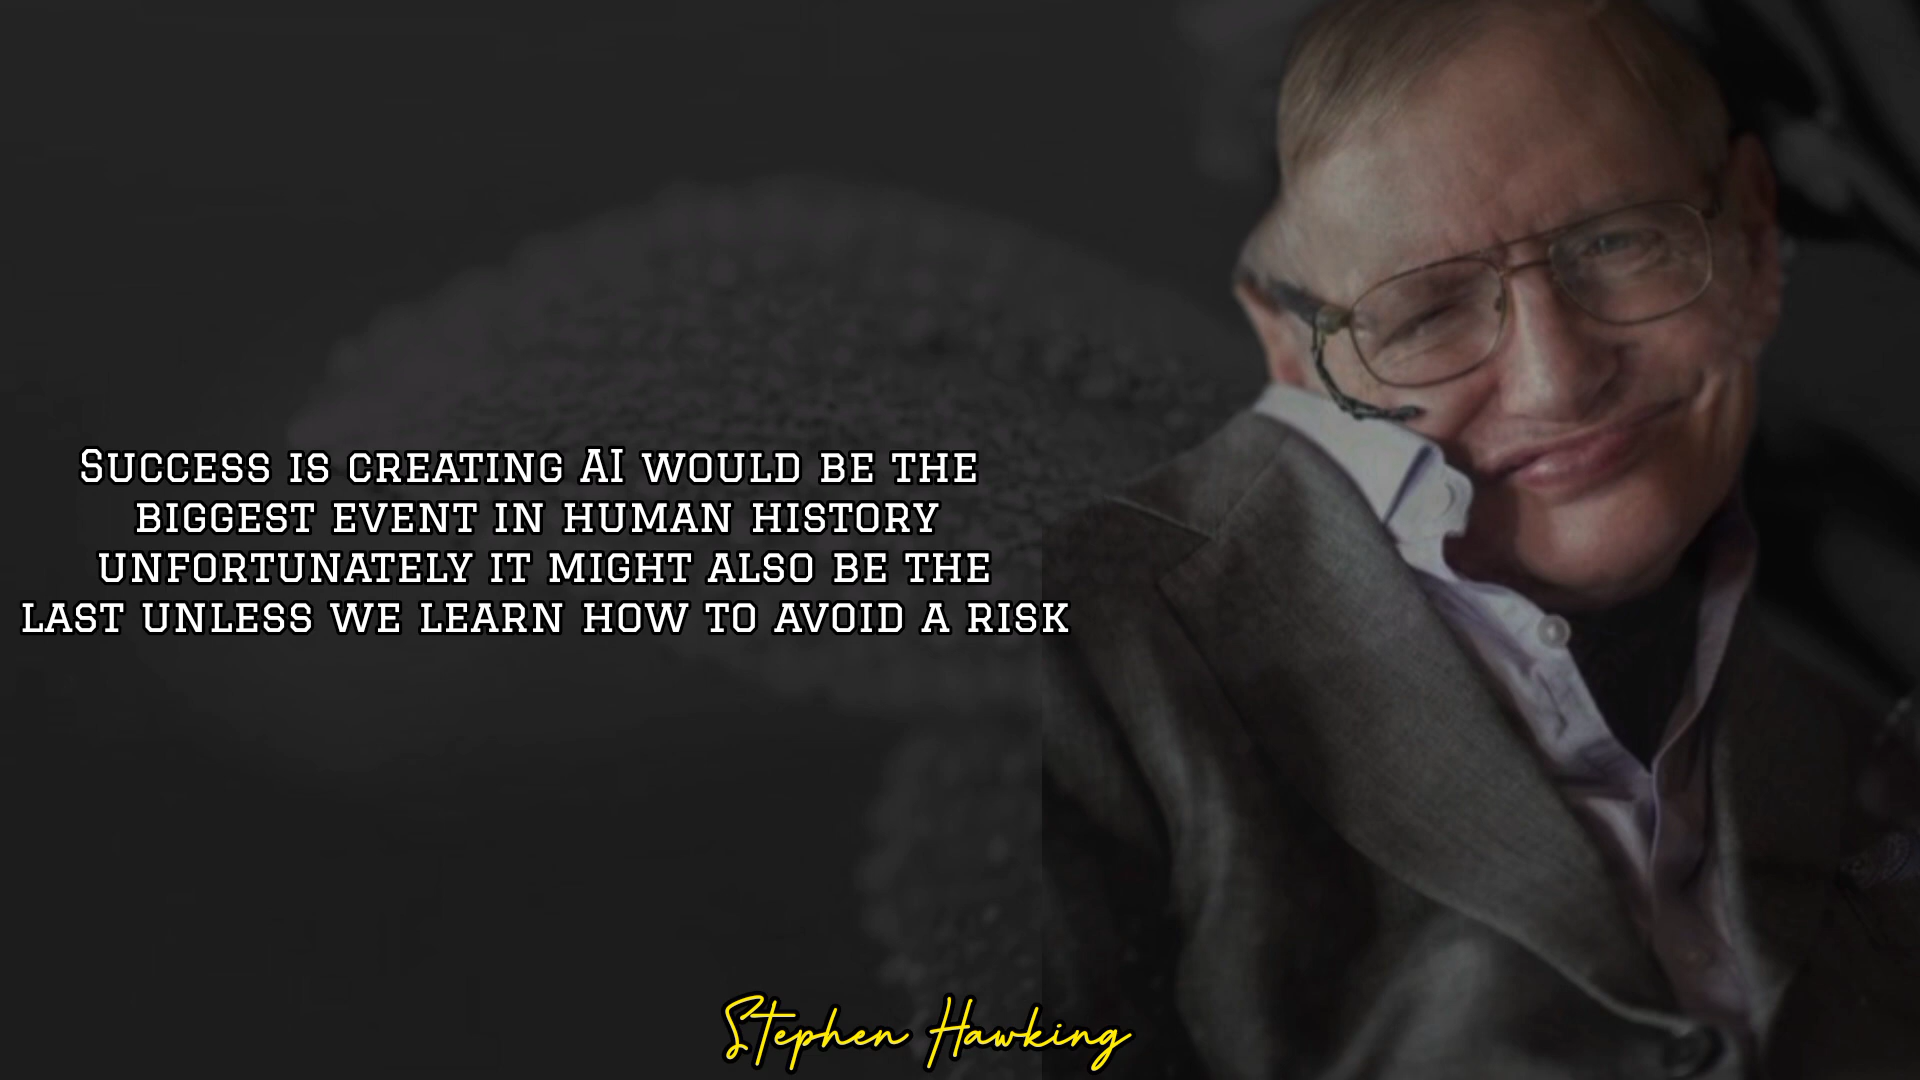 Success is creating AI would be the
biggest event in human history
unfortunately it might also be the
last unless we learn how to avoid a risk
Stephen Hawking